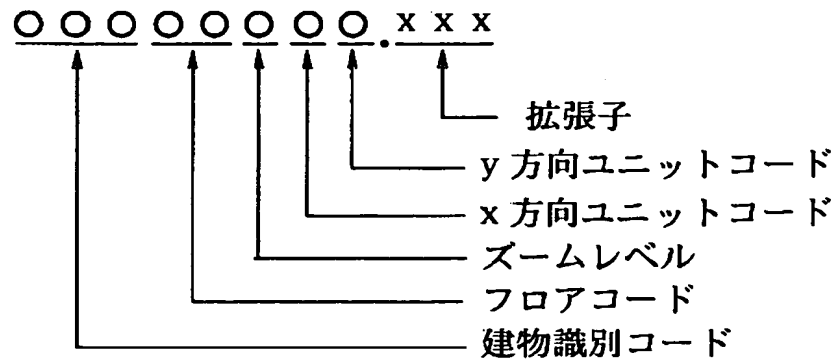 ○○○○○○○○.xxx
拡張子
y方向ユニットコード
x方向ユニットコード
ズームレベル
フロアコード
建物識別コード